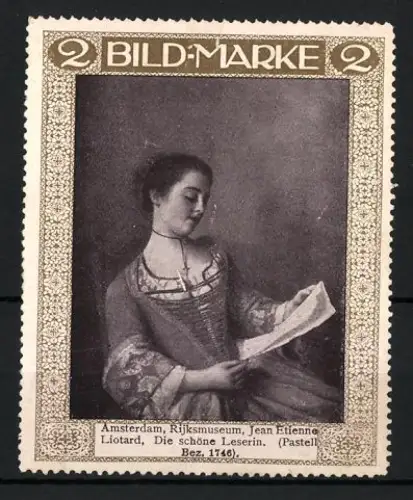 2 BILD-MARKE 2
Amsterdam, Rijksmuseum, Jean Etienne
Liotard, Die schöne Leserin. (Pastell
Bez. 1746).